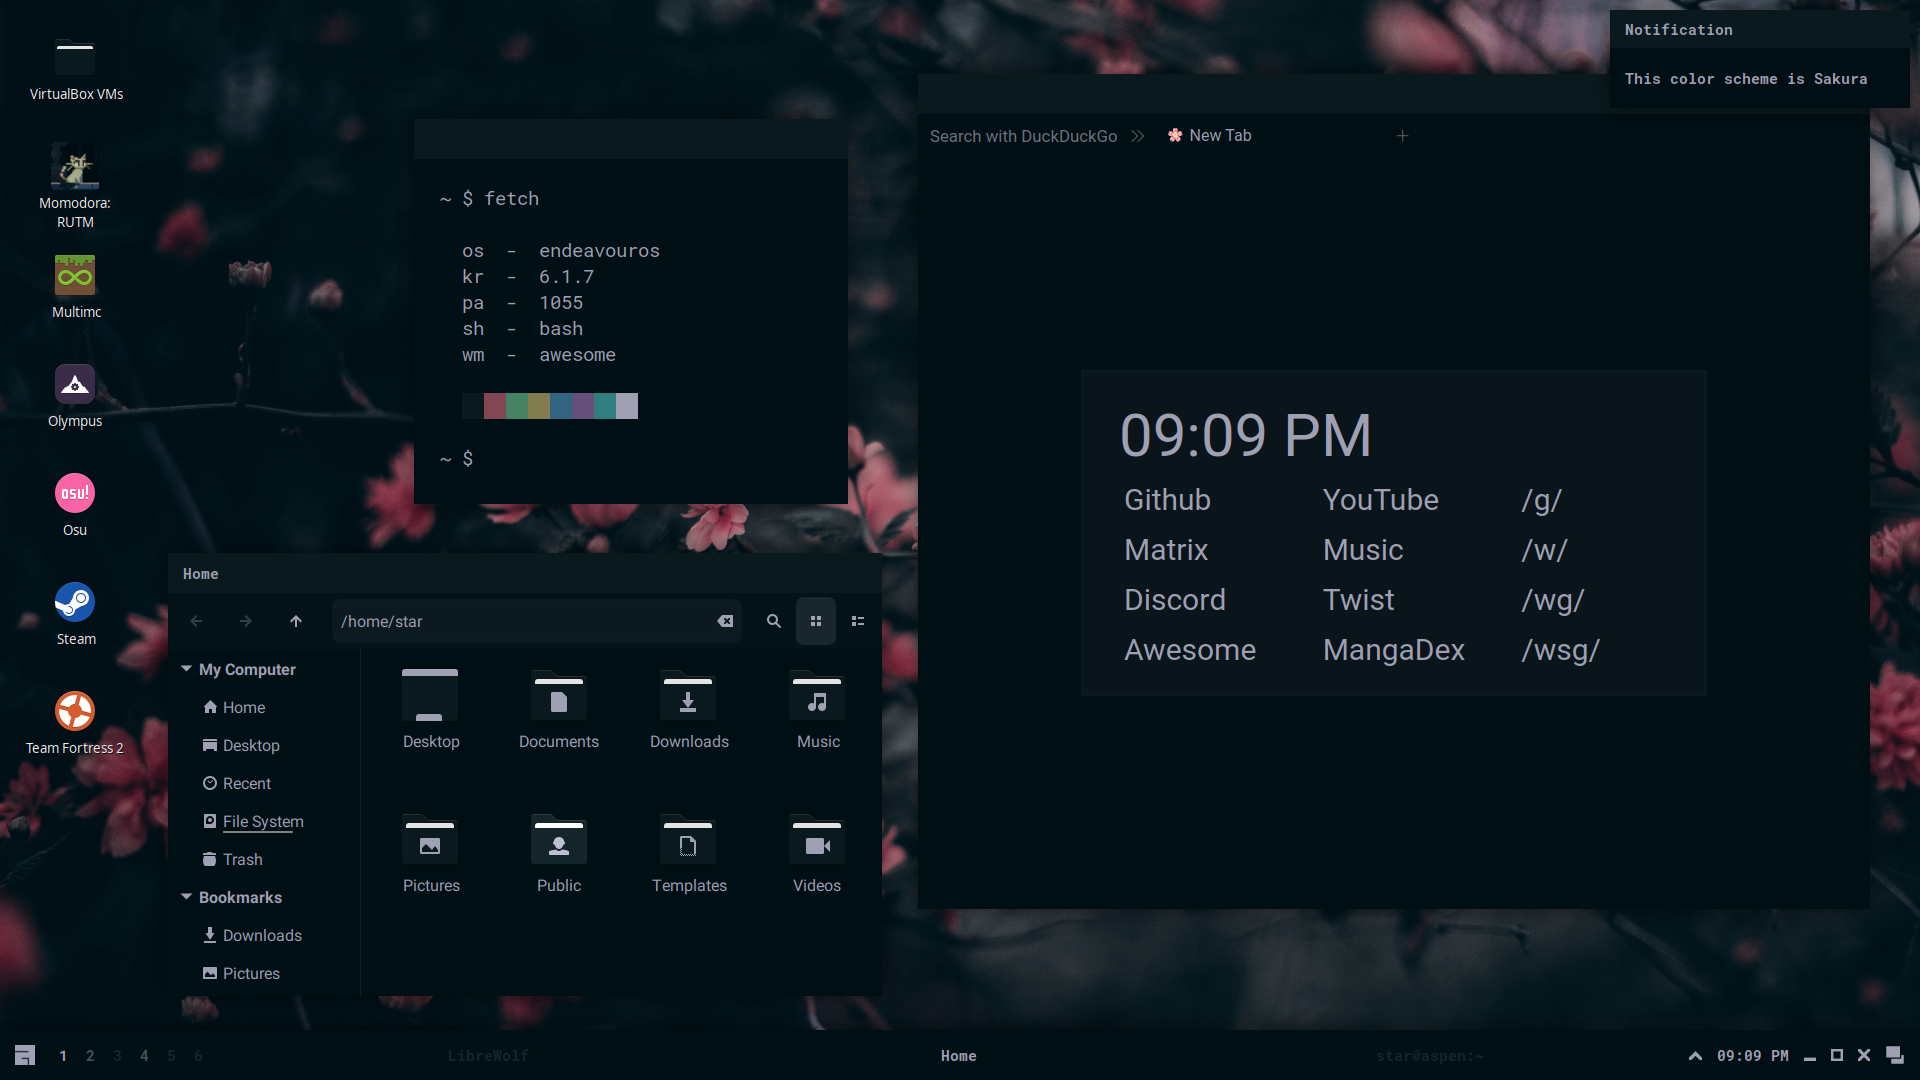 VirtualBox VMs
Momodora:
RUTM
Multimc
Olympus
osu!
Osu
Steam
Team Fortress 2
~ $ fetch
os - endeavouros
kr - 6.1.7
pa - 1055
sh - bash
wm - awesome
~ $
Home
/home/star
My Computer
Home
Desktop
Recent
File System
Trash
Bookmarks
Downloads
Pictures
Desktop Documents Downloads Music
Pictures Public Templates Videos
Notification
This color scheme is Sakura
Search with DuckDuckGo New Tab
09:09 PM
Github YouTube /g/
Matrix Music /w/
Discord Twist /wg/
Awesome MangaDex /wsg/
1 2 3 4 5 6 LibreWolf Home star@aspen:~ 09:09 PM